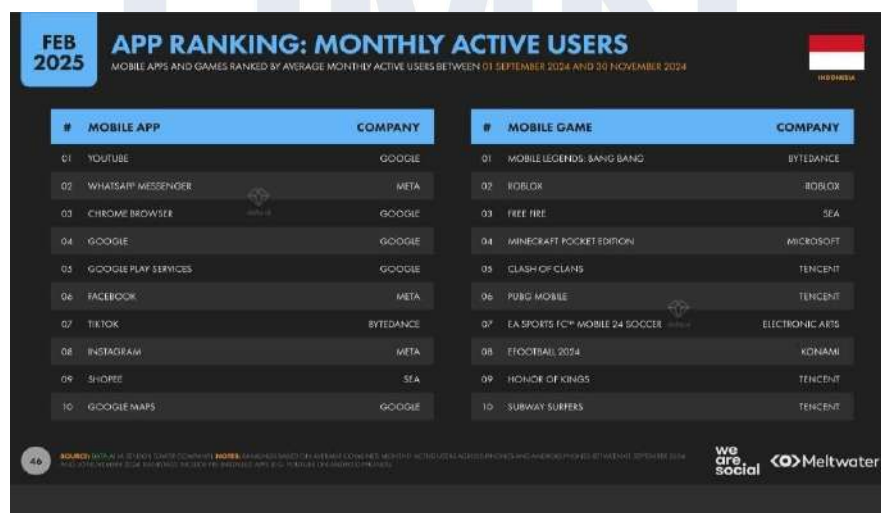 FEB
2025
APP RANKING: MONTHLY ACTIVE USERS
MOBILE APPS AND GAMES RANKED BY AVERAGE MONTHLY ACTIVE USERS BETWEEN 01 SEPTEMBER 2024 AND 30 NOVEMBER 2024
INDONESIA
# MOBILE APP COMPANY
01 YOUTUBE GOOGLE
02 WHATSAPP MESSENGER META
03 CHROME BROWSER GOOGLE
04 GOOGLE GOOGLE
05 GOOGLE PLAY SERVICES GOOGLE
06 FACEBOOK META
07 TIKTOK BYTEDANCE
08 INSTAGRAM META
09 SHOPEE SEA
10 GOOGLE MAPS GOOGLE
# MOBILE GAME COMPANY
01 MOBILE LEGENDS: BANG BANG BYTEDANCE
02 ROBLOX ROBLOX
03 FREE FIRE SEA
04 MINECRAFT POCKET EDITION MICROSOFT
05 CLASH OF CLANS TENCENT
06 PUBG MOBILE TENCENT
07 EA SPORTS FC™ MOBILE 24 SOCCER ELECTRONIC ARTS
08 EFOOTBALL 2024 KONAMI
09 HONOR OF KINGS TENCENT
10 SUBWAY SURFERS TENCENT
46
SOURCE: NOTES:
we
are
social
Meltwater